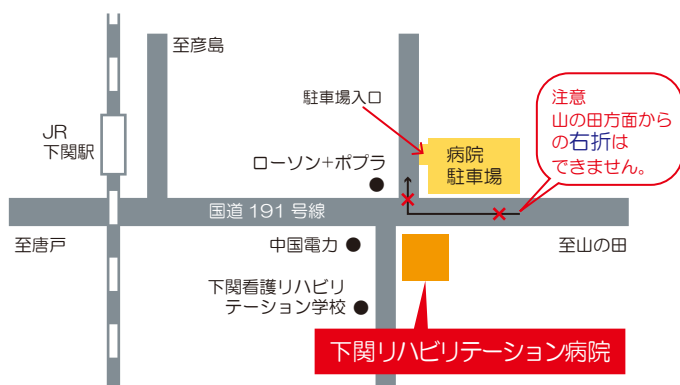 至彦島
駐車場入口
注意
山の田方面から
の右折は
できません。
JR
下関駅
ローソン+ポプラ
病院
駐車場
国道 191 号線
至唐戸
中国電力
至山の田
下関看護リハビリ
テーション学校
下関リハビリテーション病院